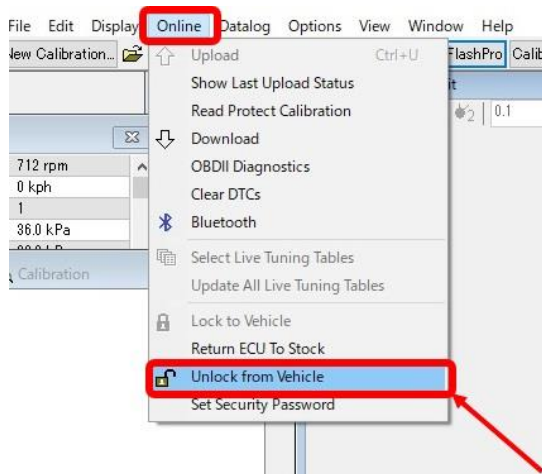 File Edit Display Online Datalog Options View Window Help
New Calibration... FlashPro Calib
Upload Ctrl+U
Show Last Upload Status
Read Protect Calibration
Download
OBDII Diagnostics
Clear DTCs
Bluetooth
Select Live Tuning Tables
Update All Live Tuning Tables
Lock to Vehicle
Return ECU To Stock
Unlock from Vehicle
Set Security Password
it
2 0.1
712 rpm
0 kph
1
36.0 kPa
Calibration